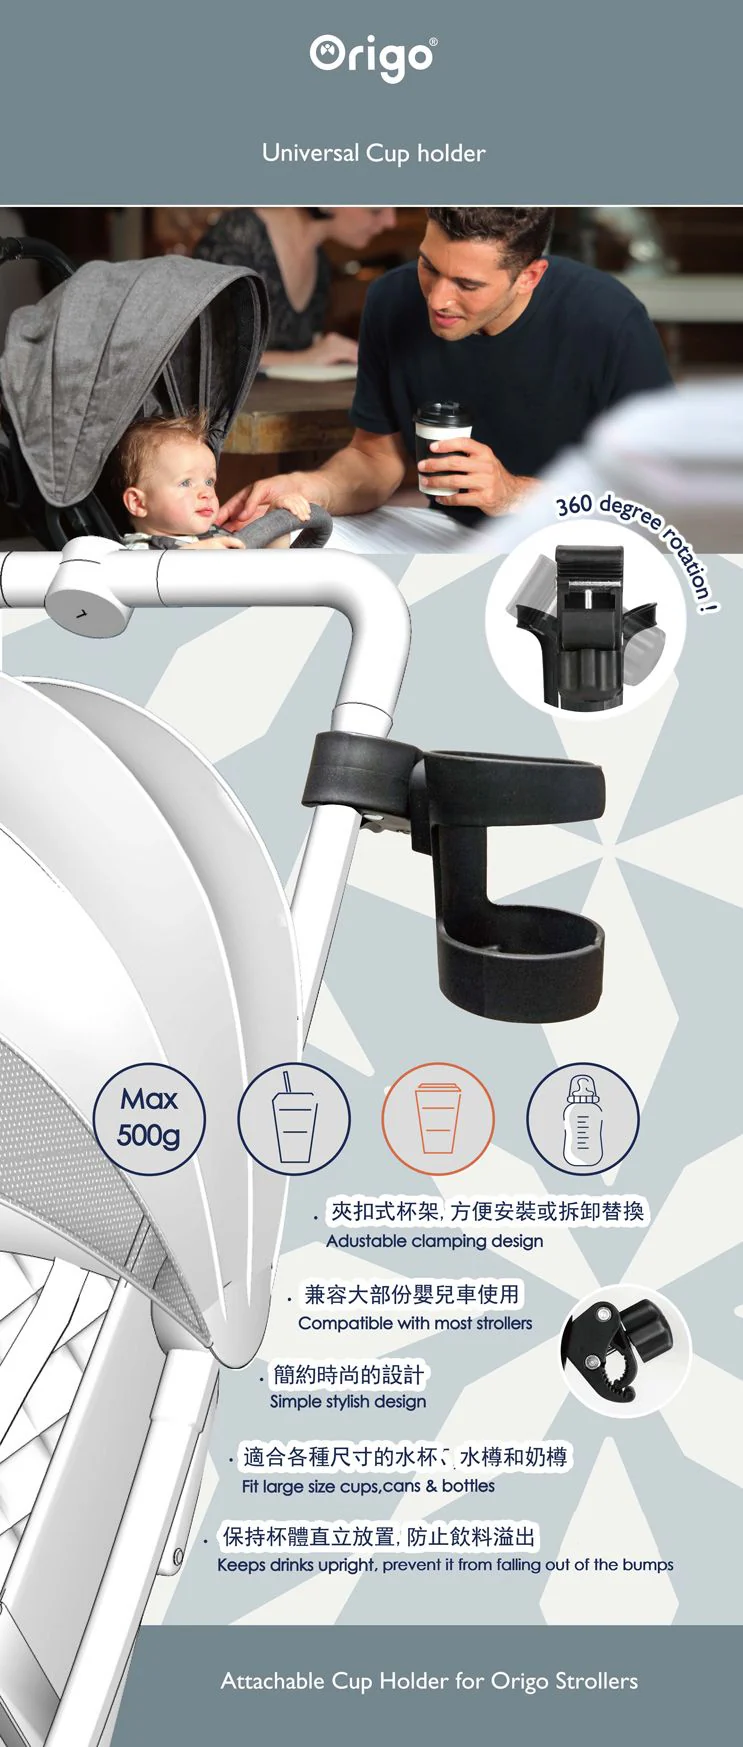 Origo®
Universal Cup holder
360 degree rotation !
Max
500g
. 夾扣式杯架, 方便安裝或拆卸替換
Adustable clamping design
. 兼容大部份嬰兒車使用
Compatible with most strollers
. 簡約時尚的設計
Simple stylish design
. 適合各種尺寸的水杯、水樽和奶樽
Fit large size cups,cans & bottles
. 保持杯體直立放置, 防止飲料溢出
Keeps drinks upright, prevent it from falling out of the bumps
Attachable Cup Holder for Origo Strollers